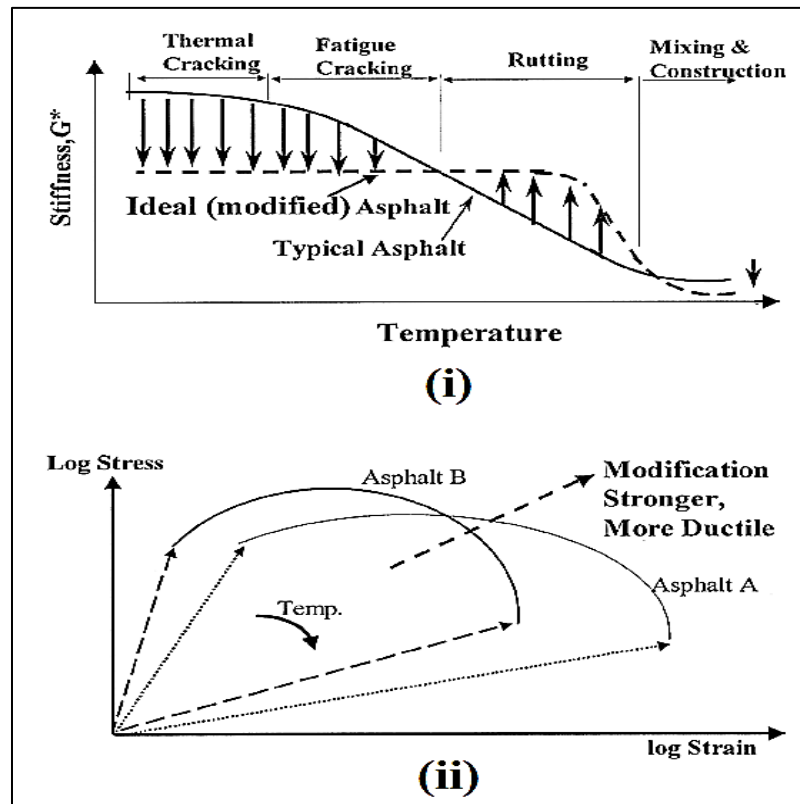 Thermal
Cracking
Fatigue
Cracking
Rutting
Mixing &
Construction
Stiffness,G*
Ideal (modified) Asphalt
Typical Asphalt
Temperature
(i)
Log Stress
Asphalt B
Modification
Stronger,
More Ductile
Asphalt A
Temp.
log Strain
(ii)